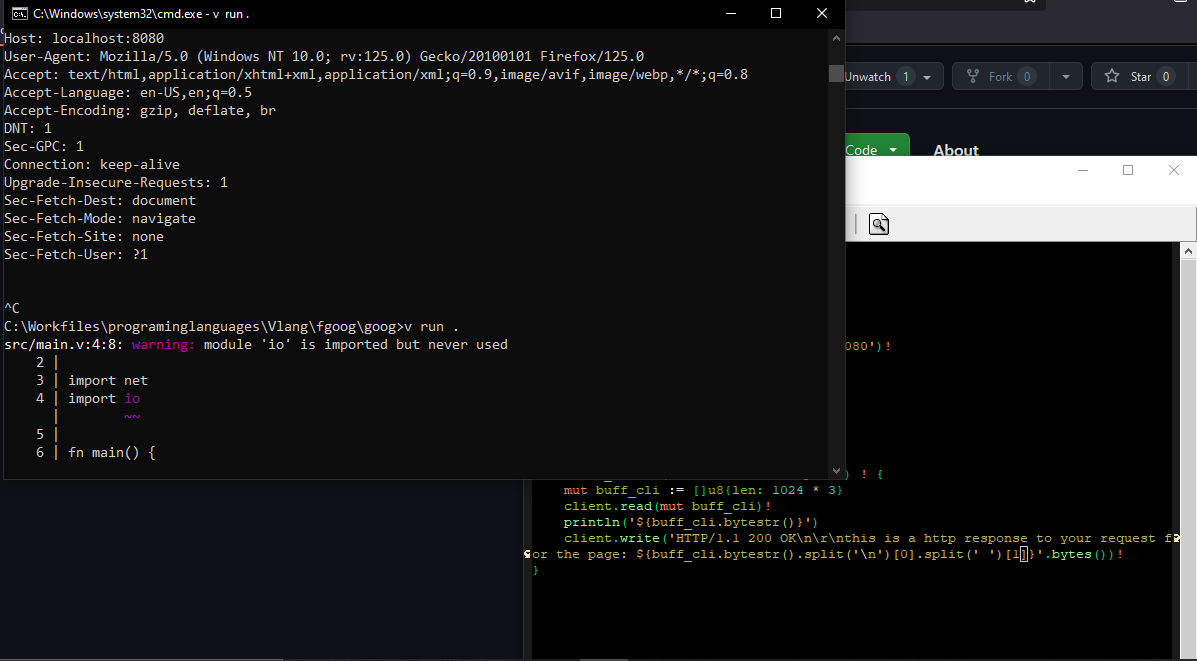 C:\Windows\system32\cmd.exe - v run .
Host: localhost:8080
User-Agent: Mozilla/5.0 (Windows NT 10.0; rv:125.0) Gecko/20100101 Firefox/125.0
Accept: text/html,application/xhtml+xml,application/xml;q=0.9,image/avif,image/webp,*/*;q=0.8
Accept-Language: en-US,en;q=0.5
Accept-Encoding: gzip, deflate, br
DNT: 1
Sec-GPC: 1
Connection: keep-alive
Upgrade-Insecure-Requests: 1
Sec-Fetch-Dest: document
Sec-Fetch-Mode: navigate
Sec-Fetch-Site: none
Sec-Fetch-User: ?1
^C
C:\Workfiles\programinglanguages\Vlang\fgoog\goog>v run .
src/main.v:4:8: warning: module 'io' is imported but never used
2 |
3 | import net
4 | import io
| ~~
5 |
6 | fn main() {
Unwatch 1
Fork 0
Star 0
Code
About
080')!
) ! {
mut buff_cli := []u8{len: 1024 * 3}
client.read(mut buff_cli)!
println('${buff_cli.bytestr()}')
client.write('HTTP/1.1 200 OK\n\r\nthis is a http response to your request f
or the page: ${buff_cli.bytestr().split('\n')[0].split(' ')[1]}'.bytes())!
}